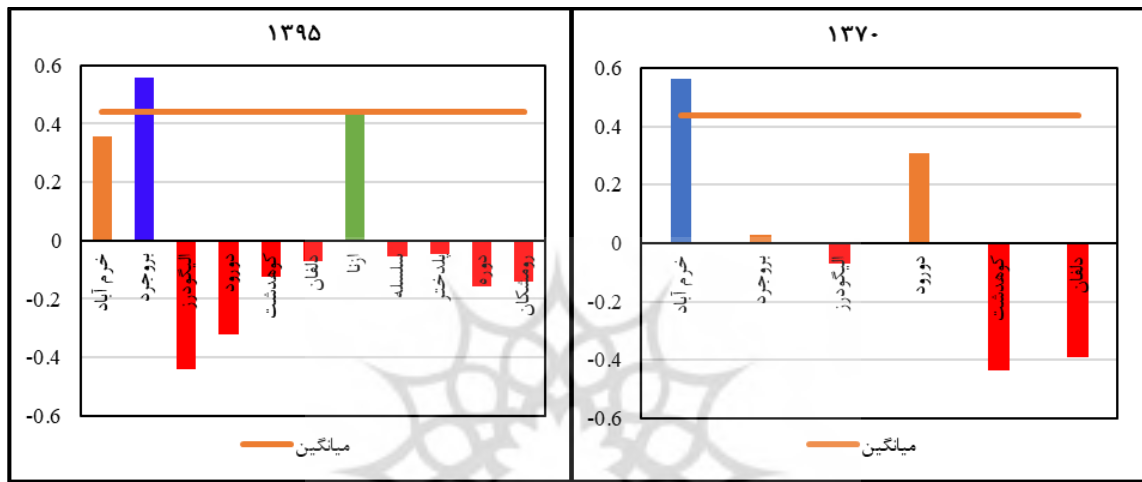 ۱۳۷۰
0.6
0.4
0.2
0
-0.2
-0.4
-0.6
خرم آباد
بروجرد
الیگودرز
دورود
کوهدشت
دلفان
میانگین
۱۳۹۵
0.6
0.4
0.2
0
-0.2
-0.4
-0.6
خرم آباد
بروجرد
الیگودرز
دورود
کوهدشت
دلفان
ازنا
سلسله
پلدختر
دوره
رومشکان
میانگین